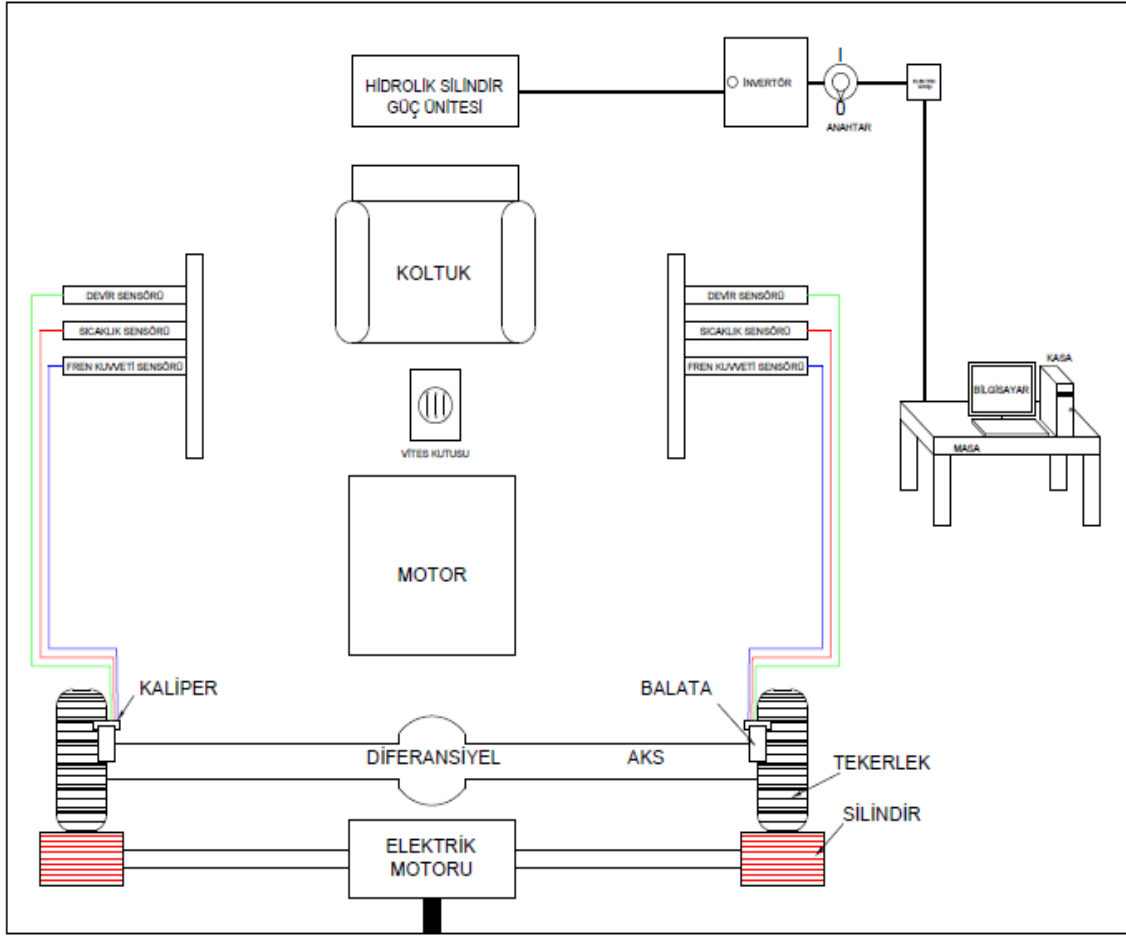 HİDROLİK SİLİNDİR
GÜÇ ÜNİTESİ
İNVERTÖR
I
0
ANAHTAR
KOLTUK
DEVİR SENSÖRÜ
SICAKLIK SENSÖRÜ
FREN KUVVETİ SENSÖRÜ
DEVİR SENSÖRÜ
SICAKLIK SENSÖRÜ
FREN KUVVETİ SENSÖRÜ
KASA
BİLGİSAYAR
MASA
VİTES KUTUSU
MOTOR
KALİPER
BALATA
DİFERANSİYEL
AKS
TEKERLEK
SİLİNDİR
ELEKTRİK
MOTORU